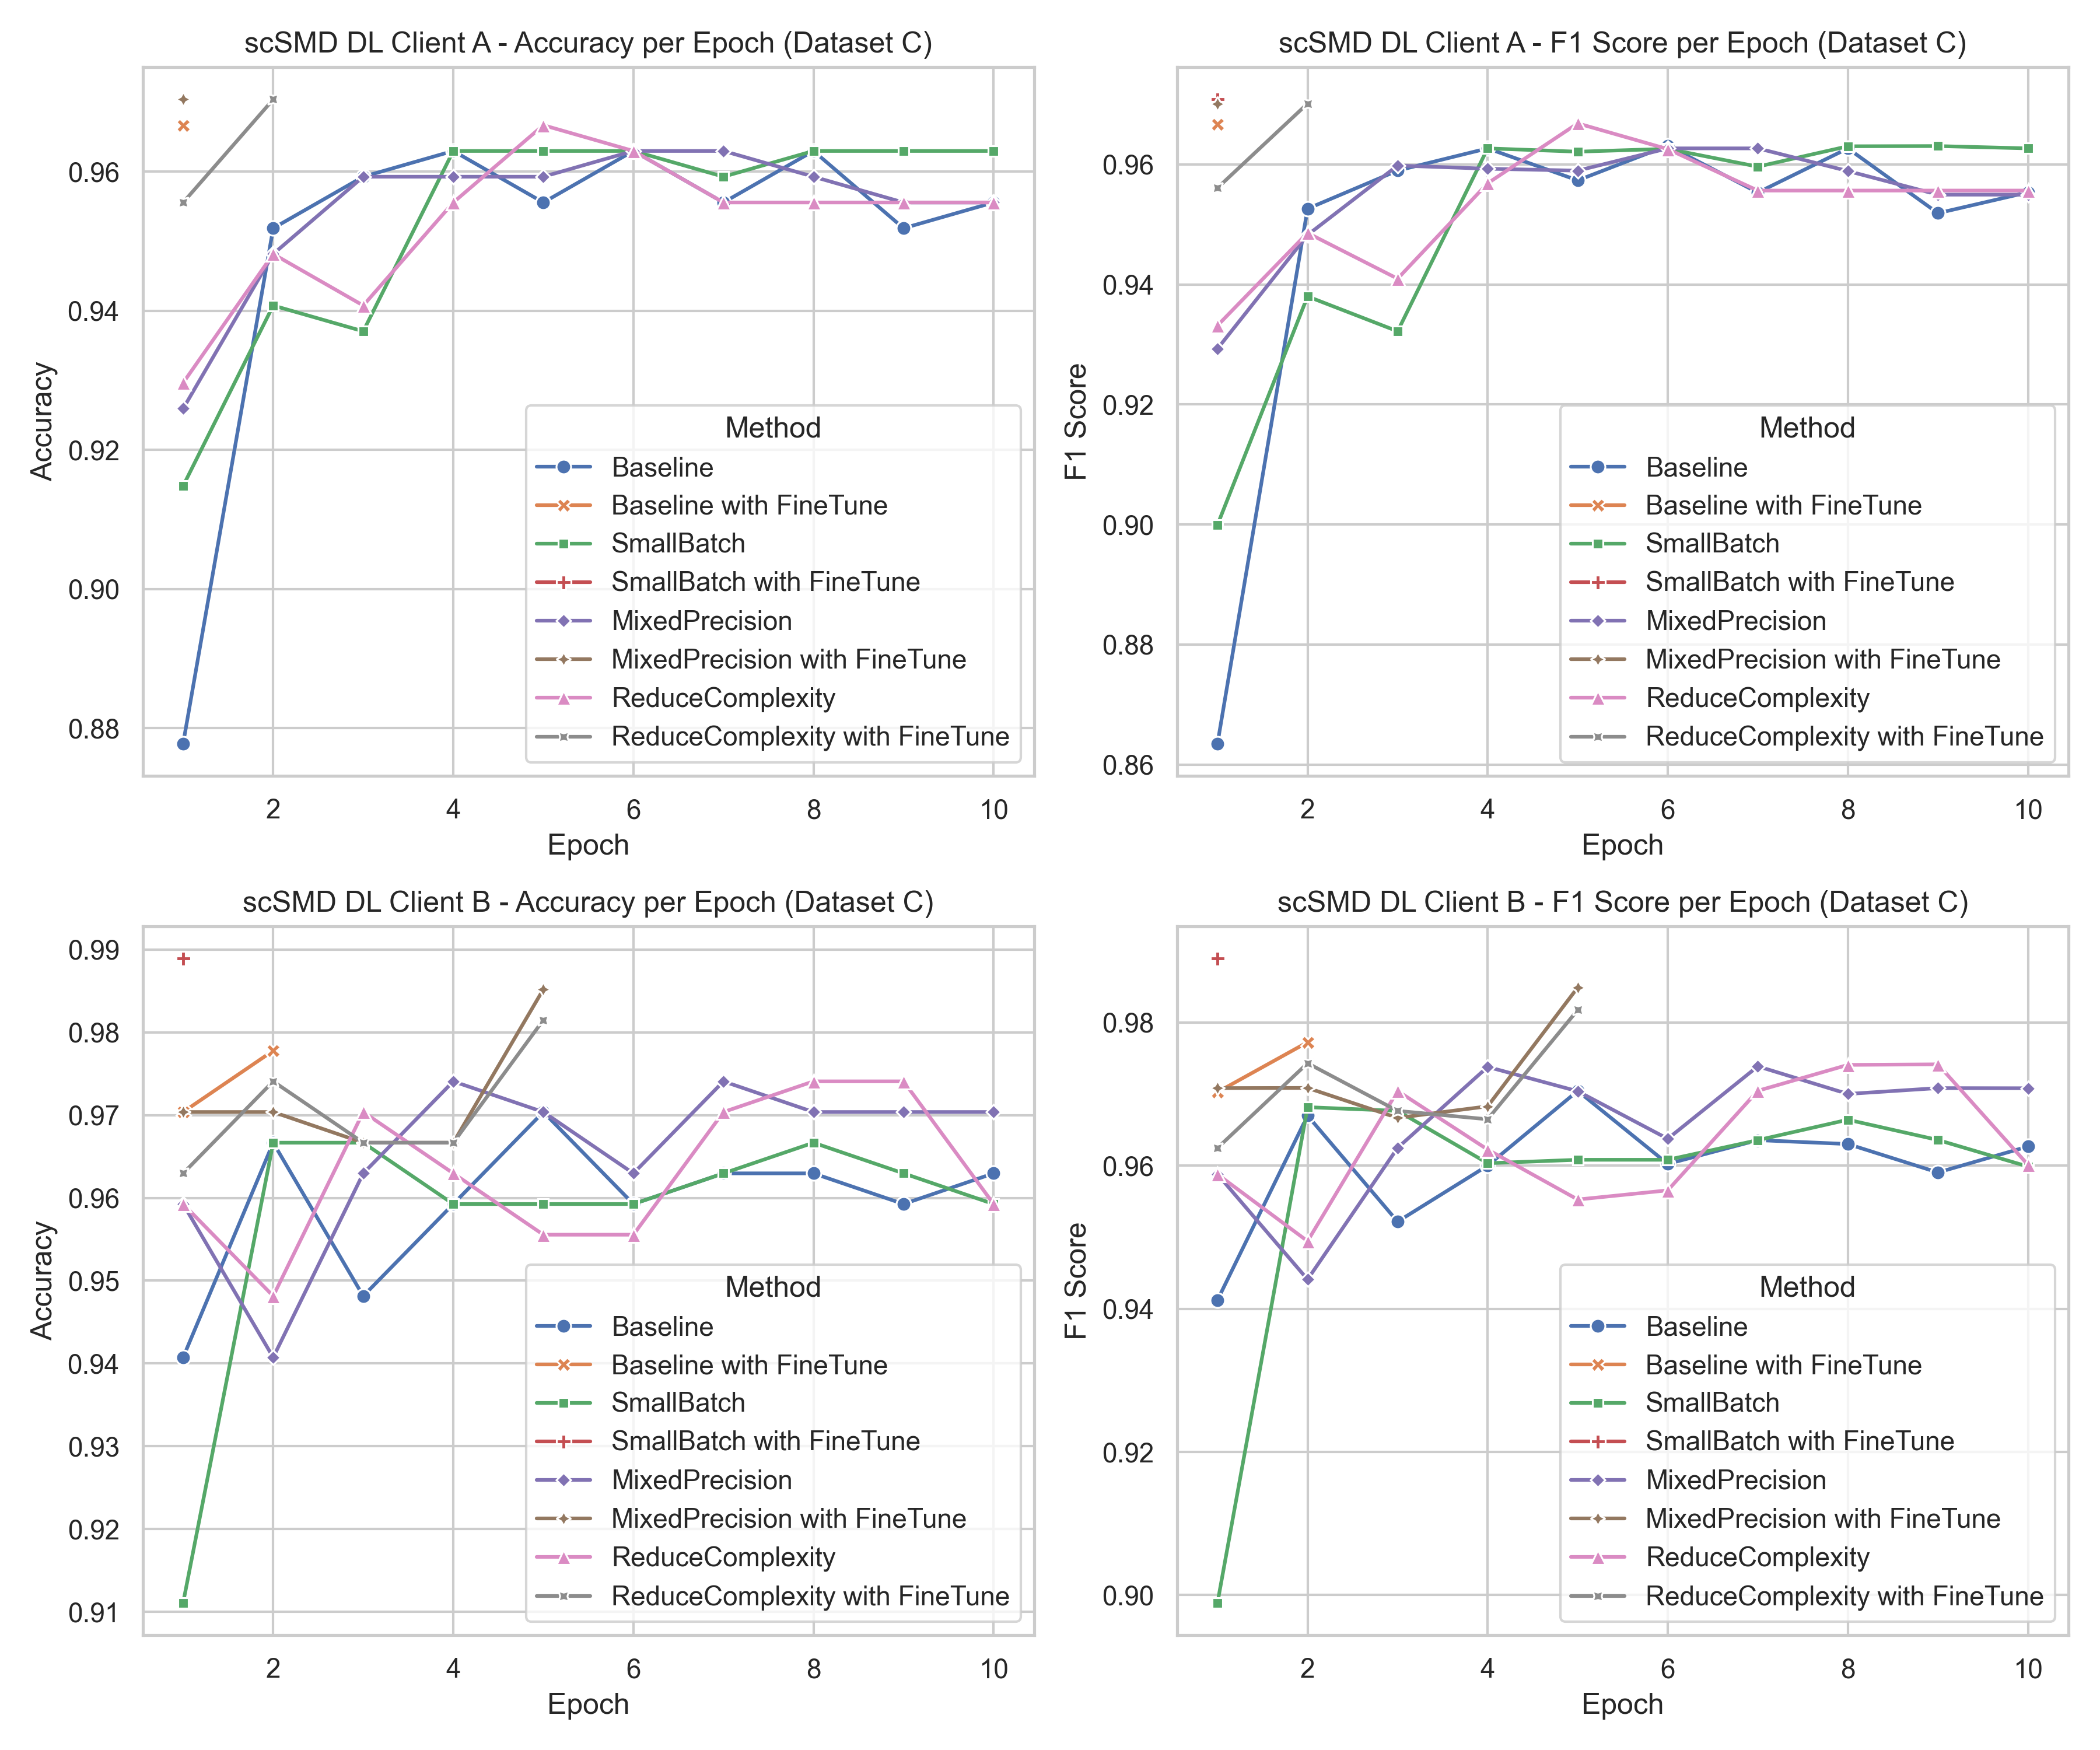 scSMD DL Client A - Accuracy per Epoch (Dataset C)
Accuracy
0.96
0.94
0.92
0.90
0.88
Method
Baseline
Baseline with FineTune
SmallBatch
SmallBatch with FineTune
MixedPrecision
MixedPrecision with FineTune
ReduceComplexity
ReduceComplexity with FineTune
2
4
6
8
10
Epoch
scSMD DL Client A - F1 Score per Epoch (Dataset C)
F1 Score
0.96
0.94
0.92
0.90
0.88
0.86
Method
Baseline
Baseline with FineTune
SmallBatch
SmallBatch with FineTune
MixedPrecision
MixedPrecision with FineTune
ReduceComplexity
ReduceComplexity with FineTune
2
4
6
8
10
Epoch
scSMD DL Client B - Accuracy per Epoch (Dataset C)
Accuracy
0.99
0.98
0.97
0.96
0.95
0.94
0.93
0.92
0.91
Method
Baseline
Baseline with FineTune
SmallBatch
SmallBatch with FineTune
MixedPrecision
MixedPrecision with FineTune
ReduceComplexity
ReduceComplexity with FineTune
2
4
6
8
10
Epoch
scSMD DL Client B - F1 Score per Epoch (Dataset C)
F1 Score
0.98
0.96
0.94
0.92
0.90
Method
Baseline
Baseline with FineTune
SmallBatch
SmallBatch with FineTune
MixedPrecision
MixedPrecision with FineTune
ReduceComplexity
ReduceComplexity with FineTune
2
4
6
8
10
Epoch